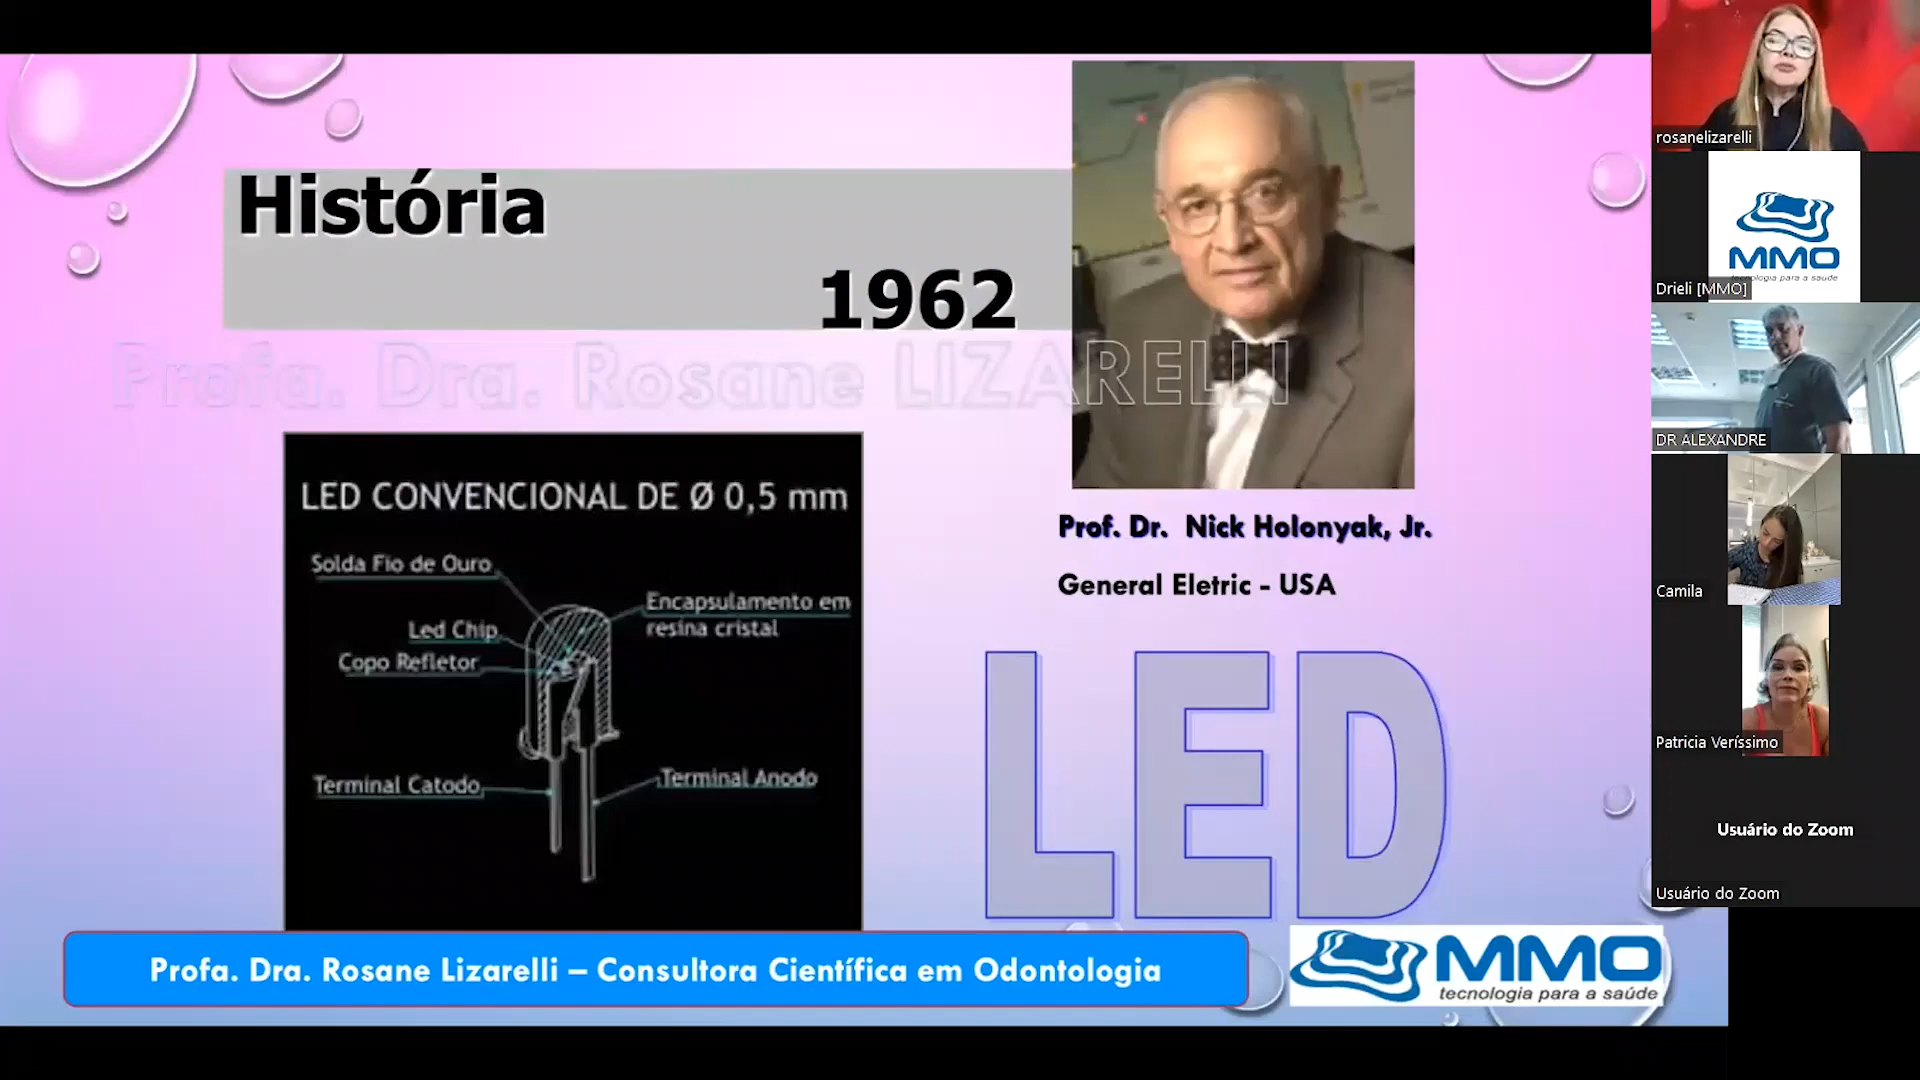 História
1962
Profa. Dra. Rosane LIZARELLI
LED CONVENCIONAL DE Ø 0,5 mm
Solda Fio de Ouro
Encapsulamento em
resina cristal
Led Chip
Copo Refletor
Terminal Catodo
Terminal Anodo
Prof. Dr. Nick Holonyak, Jr.
General Eletric - USA
LED
Profa. Dra. Rosane Lizarelli – Consultora Científica em Odontologia
MMO
tecnologia para a saúde
rosanelizarelli
MMO
tecnologia para a saúde
Drieli [MMO]
DR ALEXANDRE
Camila
Patricia Veríssimo
Usuário do Zoom
Usuário do Zoom